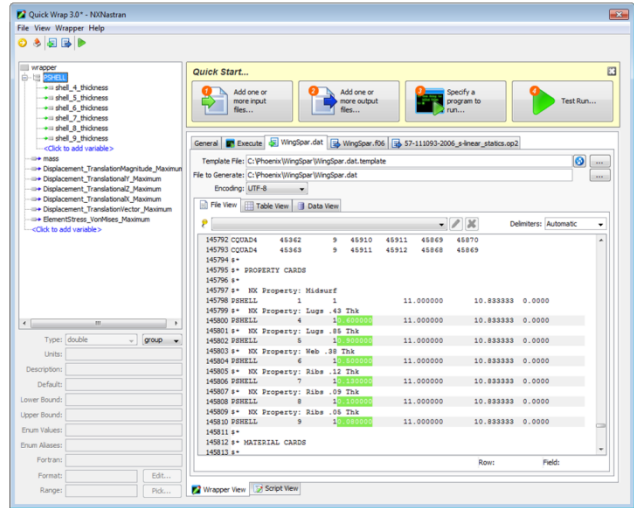 Quick Wrap 3.0* - NXNastran
File View Wrapper Help
wrapper
PSHELL
shell_4_thickness
shell_5_thickness
shell_6_thickness
shell_7_thickness
shell_8_thickness
shell_9_thickness
<Click to add variable>
mass
Displacement_TranslationMagnitude_Maximum
Displacement_TranslationalY_Maximum
Displacement_TranslationalZ_Maximum
Displacement_TranslationalX_Maximum
Displacement_TranslationVector_Maximum
ElementStress_VonMises_Maximum
<Click to add variable>
Type: double group
Units:
Description:
Default:
Lower Bound:
Upper Bound:
Enum Values:
Enum Aliases:
Fortran:
Format: Edit...
Range: Pick...
Quick Start...
1 Add one or more input files...
2 Add one or more output files...
3 Specify a program to run...
4 Test Run...
General Execute WingSpar.dat WingSpar.f06 57-111093-2006_s-linear_statics.op2
Template File: C:\Phoenix\WingSpar\WingSpar.dat.template ...
File to Generate: C:\Phoenix\WingSpar\WingSpar.dat ...
Encoding: UTF-8
File View Table View Data View
Delimiters: Automatic
145792 CQUAD4 45362 9 45910 45911 45869 45870
145793 CQUAD4 45363 9 45911 45912 45868 45869
145794 $*
145795 $* PROPERTY CARDS
145796 $*
145797 $* NX Property: Midsurf
145798 PSHELL 1 1 11.000000 10.833333 0.0000
145799 $* NX Property: Lugs .43 Thk
145800 PSHELL 4 1 11.000000 10.833333 0.0000
145801 $* NX Property: Lugs .85 Thk
145802 PSHELL 5 1 11.000000 10.833333 0.0000
145803 $* NX Property: Web .38 Thk
145804 PSHELL 6 1 11.000000 10.833333 0.0000
145805 $* NX Property: Ribs .12 Thk
145806 PSHELL 7 1 11.000000 10.833333 0.0000
145807 $* NX Property: Ribs .09 Thk
145808 PSHELL 8 1 11.000000 10.833333 0.0000
145809 $* NX Property: Ribs .05 Thk
145810 PSHELL 9 1 11.000000 10.833333 0.0000
145811 $*
145812 $* MATERIAL CARDS
145813 $*
Row: Field:
Wrapper View Script View